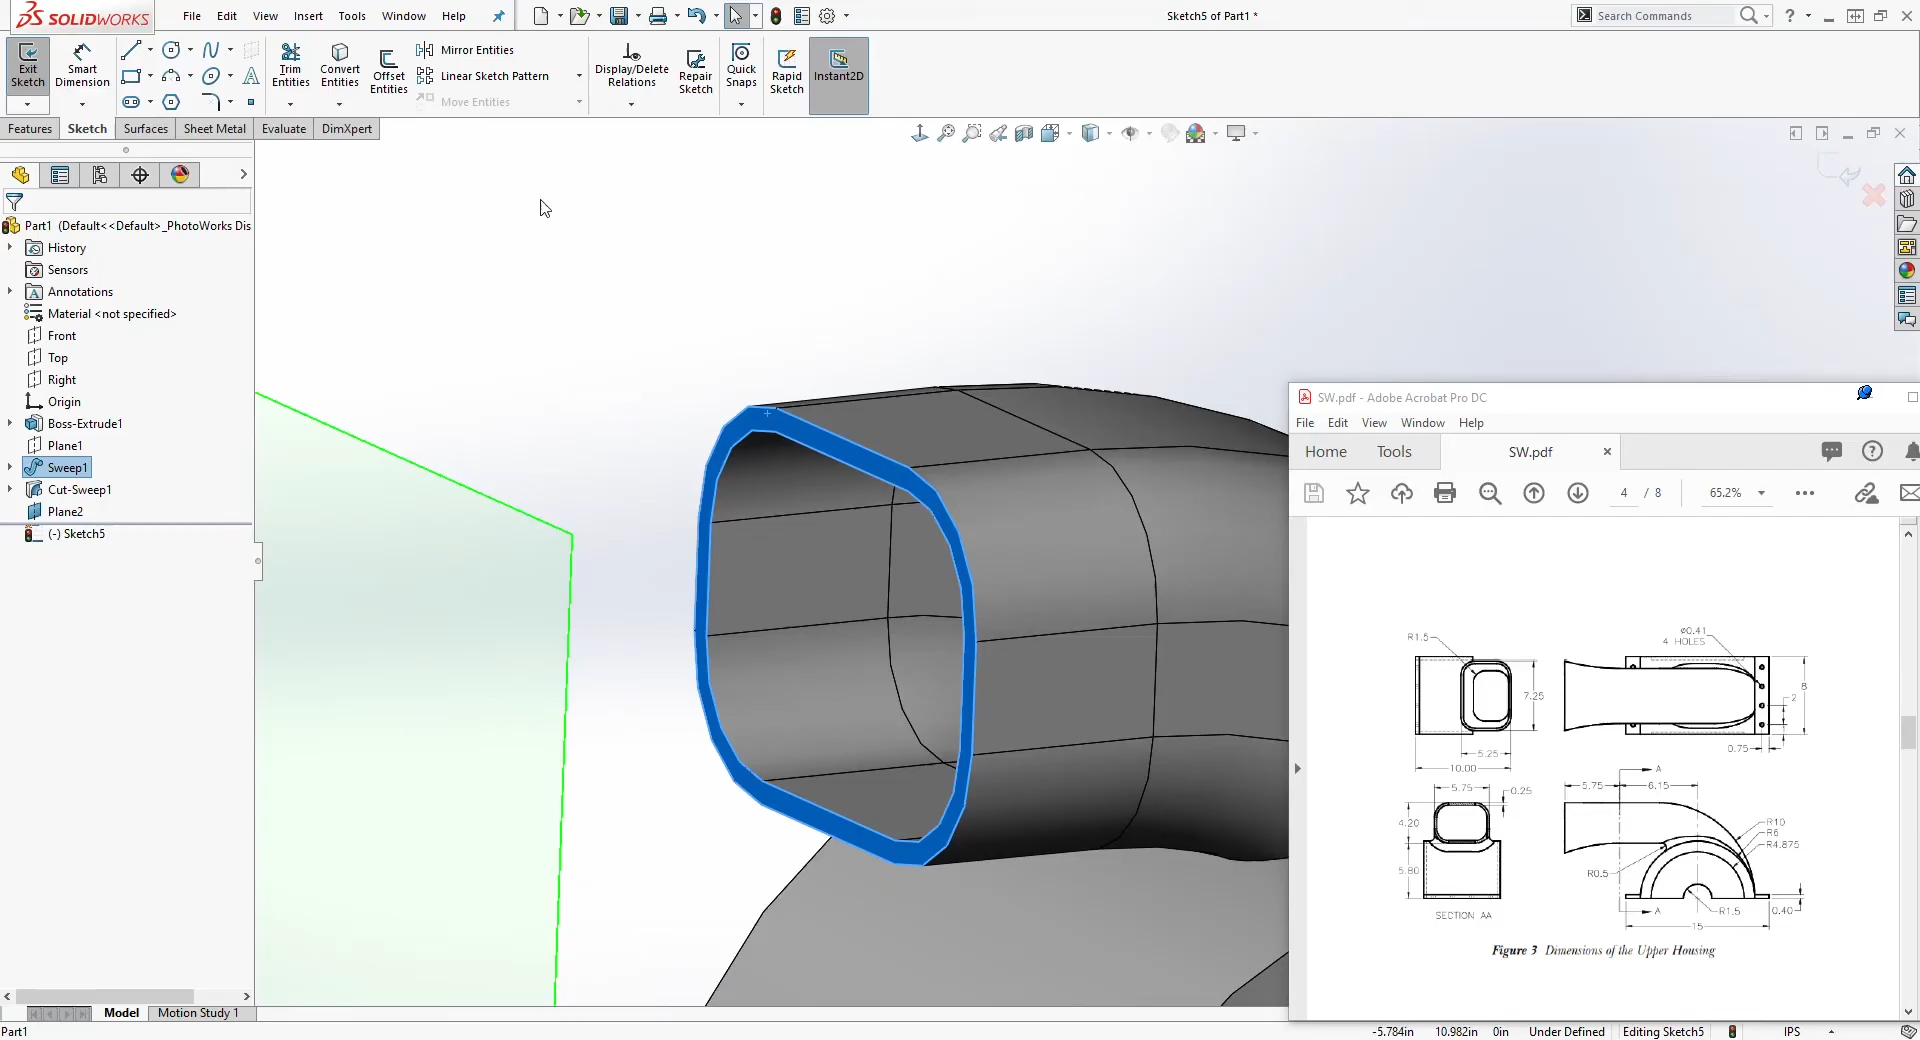 SOLIDWORKS
File Edit View Insert Tools Window Help
Sketch5 of Part1 *
Search Commands
Exit Sketch
Smart Dimension
Trim Entities
Convert Entities
Offset Entities
Mirror Entities
Linear Sketch Pattern
Move Entities
Display/Delete Relations
Repair Sketch
Quick Snaps
Rapid Sketch
Instant2D
Features Sketch Surfaces Sheet Metal Evaluate DimXpert
Part1 (Default<<Default>_PhotoWorks Dis
History
Sensors
Annotations
Material <not specified>
Front
Top
Right
Origin
Boss-Extrude1
Plane1
Sweep1
Cut-Sweep1
Plane2
(-) Sketch5
SW.pdf - Adobe Acrobat Pro DC
File Edit View Window Help
Home Tools SW.pdf
4 / 8 65.2%
R1.5
ø0.41
4 HOLES
7.25
8
2
5.25
0.75
10.00
A
5.75
0.25
5.75 6.15
4.20
R10
R6
R4.875
5.80
R0.5
SECTION AA
A
R1.5
0.40
15
Figure 3 Dimensions of the Upper Housing
Model Motion Study 1
Part1
-5.784in 10.982in 0in Under Defined Editing Sketch5 IPS